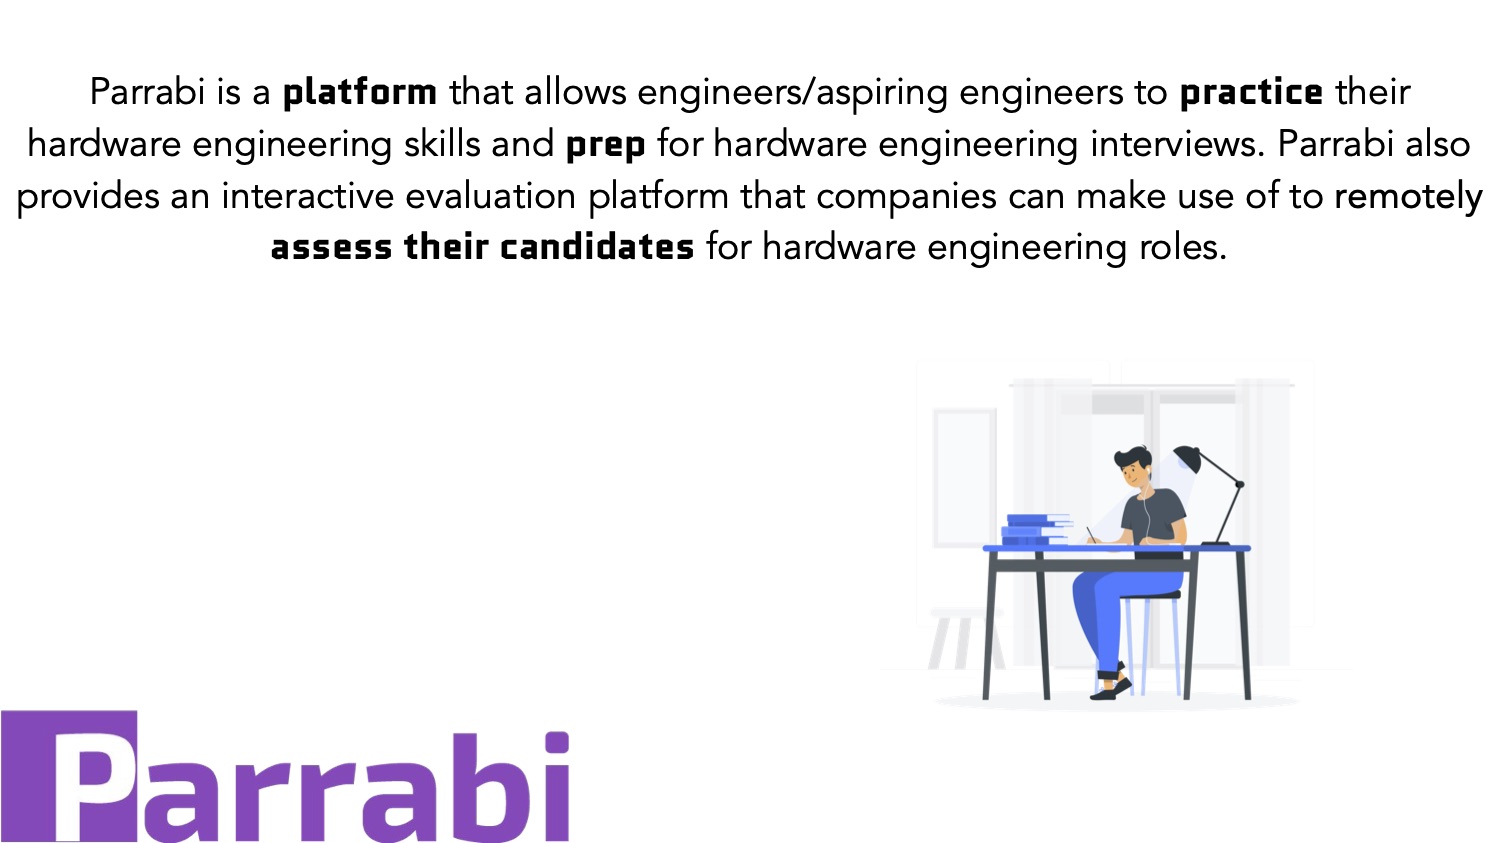 Parrabi is a platform that allows engineers/aspiring engineers to practice their
hardware engineering skills and prep for hardware engineering interviews. Parrabi also
provides an interactive evaluation platform that companies can make use of to remotely
assess their candidates for hardware engineering roles.
Parrabi